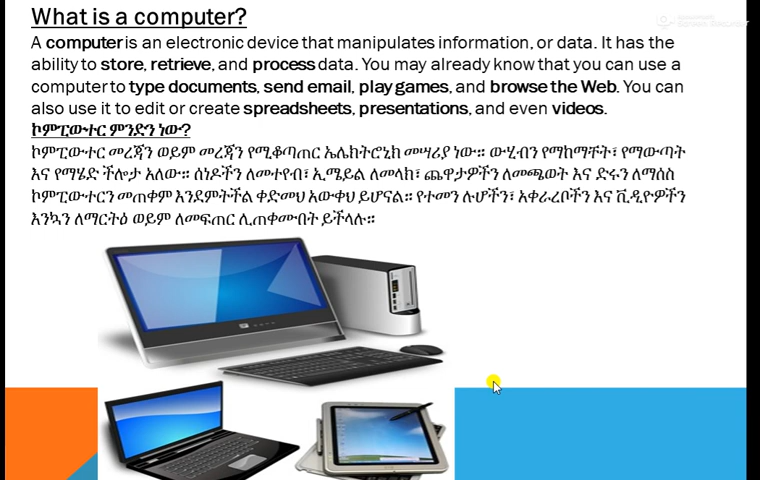 What is a computer?
A computer is an electronic device that manipulates information, or data. It has the
ability to store, retrieve, and process data. You may already know that you can use a
computer to type documents, send email, play games, and browse the Web. You can
also use it to edit or create spreadsheets, presentations, and even videos.
ኮምፒውተር ምንድን ነው?
ኮምፒውተር መረጃን ወይም መረጃን የሚቆጣጠር ኤሌክትሮኒክ መሣሪያ ነው። ውሂብን የማከማቸት፣ የማውጣት
እና የማሄድ ችሎታ አለው። ሰነዶችን ለመተየብ፣ ኢሜይል ለመላክ፣ ጨዋታዎችን ለመጫወት እና ድሩን ለማሰስ
ኮምፒውተርን መጠቀም እንደምትችል ቀድመህ አውቀህ ይሆናል። የተመን ሉሆችን፣ አቀራረቦችን እና ቪዲዮዎችን
እንኳን ለማርትዕ ወይም ለመፍጠር ሊጠቀሙበት ይችላሉ።